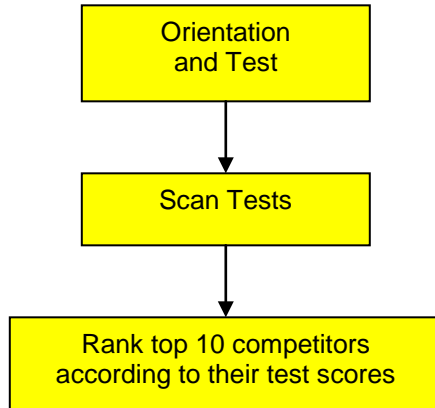 Orientation
and Test
Scan Tests
Rank top 10 competitors
according to their test scores